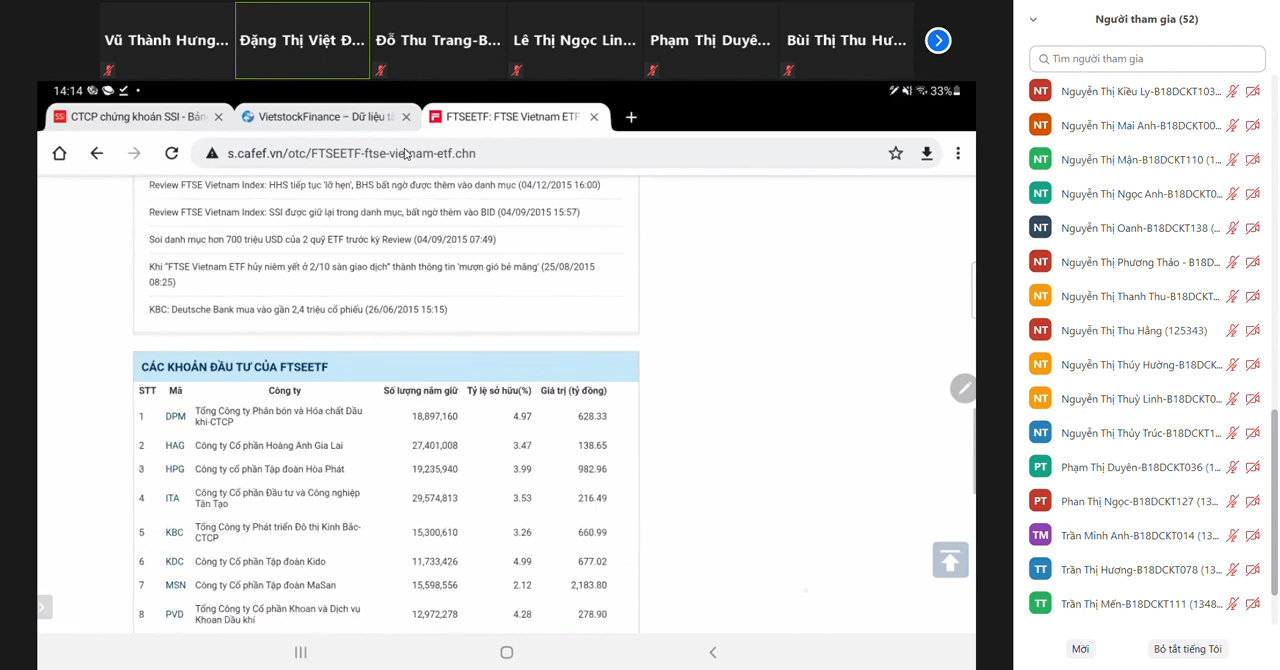 Vũ Thành Hưng...
Đặng Thị Việt Đ...
Đỗ Thu Trang-B...
Lê Thị Ngọc Lin...
Phạm Thị Duyê...
Bùi Thị Thu Hư...
14:14
33%
CTCP chứng khoán SSI - Bản
VietstockFinance – Dữ liệu tà
FTSEETF: FTSE Vietnam ETF
s.cafef.vn/otc/FTSEETF-ftse-vietnam-etf.chn
Review FTSE Vietnam Index: HHS tiếp tục 'lỡ hẹn', BHS bất ngờ được thêm vào danh mục (04/12/2015 16:00)
Review FTSE Vietnam Index: SSI được giữ lại trong danh mục, bất ngờ thêm vào BID (04/09/2015 15:57)
Soi danh mục hơn 700 triệu USD của 2 quỹ ETF trước kỳ Review (04/09/2015 07:49)
Khi "FTSE Vietnam ETF hủy niêm yết ở 2/10 sàn giao dịch" thành thông tin 'mượn gió bẻ măng' (25/08/2015
08:25)
KBC: Deutsche Bank mua vào gần 2,4 triệu cổ phiếu (26/06/2015 15:15)
CÁC KHOẢN ĐẦU TƯ CỦA FTSEETF
STT Mã Công ty Số lượng nắm giữ Tỷ lệ sở hữu(%) Giá trị (tỷ đồng)
1 DPM Tổng Công ty Phân bón và Hóa chất Dầu khí-CTCP 18,897,160 4.97 628.33
2 HAG Công ty Cổ phần Hoàng Anh Gia Lai 27,401,008 3.47 138.65
3 HPG Công ty cổ phần Tập đoàn Hòa Phát 19,235,940 3.99 982.96
4 ITA Công ty Cổ phần Đầu tư và Công nghiệp Tân Tạo 29,574,813 3.53 216.49
5 KBC Tổng Công ty Phát triển Đô thị Kinh Bắc-CTCP 15,300,610 3.26 660.99
6 KDC Công ty Cổ phần Tập đoàn Kido 11,733,426 4.99 677.02
7 MSN Công ty Cổ phần Tập đoàn MaSan 15,598,556 2.12 2,183.80
8 PVD Tổng Công ty Cổ phần Khoan và Dịch vụ Khoan Dầu khí 12,972,278 4.28 278.90
Người tham gia (52)
Tìm người tham gia
NT Nguyễn Thị Kiều Ly-B18DCKT103...
NT Nguyễn Thị Mai Anh-B18DCKT00...
NT Nguyễn Thị Mận-B18DCKT110 (1...
NT Nguyễn Thị Ngọc Anh-B18DCKT0...
NT Nguyễn Thị Oanh-B18DCKT138 (...
NT Nguyễn Thị Phương Thảo - B18D...
NT Nguyễn Thị Thanh Thu-B18DCKT...
NT Nguyễn Thị Thu Hằng (125343)
NT Nguyễn Thị Thúy Hường-B18DCK...
NT Nguyễn Thị Thuỳ Linh-B18DCKT0...
NT Nguyễn Thị Thủy Trúc-B18DCKT1...
PT Phạm Thị Duyên-B18DCKT036 (1...
PT Phan Thị Ngọc-B18DCKT127 (13...
TM Trần Minh Anh-B18DCKT014 (13...
TT Trần Thị Hương-B18DCKT078 (13...
TT Trần Thị Mến-B18DCKT111 (1348...
Mời
Bỏ tắt tiếng Tôi